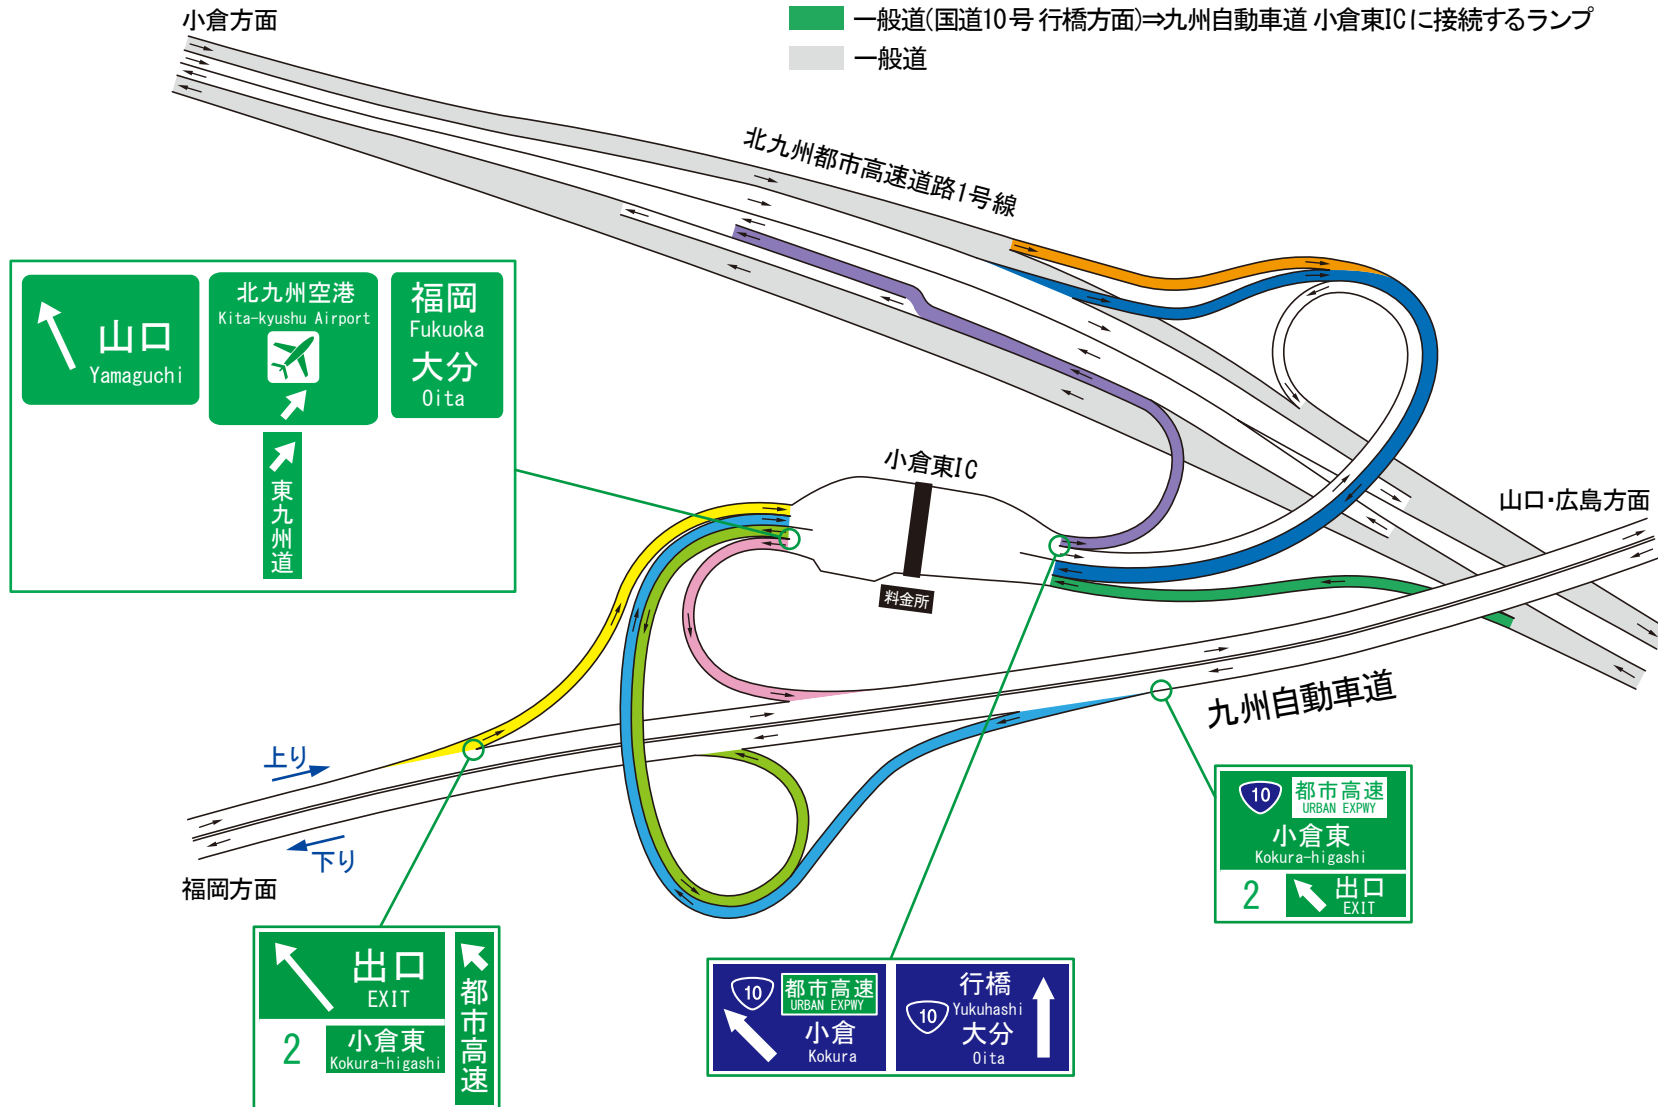 小倉方面
一般道(国道10号 行橋方面)⇒九州自動車道 小倉東ICに接続するランプ
一般道
北九州都市高速道路1号線
山口
Yamaguchi
北九州空港
Kita-kyushu Airport
東九州道
福岡
Fukuoka
大分
Oita
小倉東IC
料金所
山口・広島方面
九州自動車道
上り
下り
福岡方面
出口
EXIT
2
小倉東
Kokura-higashi
都市高速
10
都市高速
URBAN EXPWY
小倉
Kokura
行橋
Yukuhashi
10
大分
Oita
10
都市高速
URBAN EXPWY
小倉東
Kokura-higashi
2
出口
EXIT